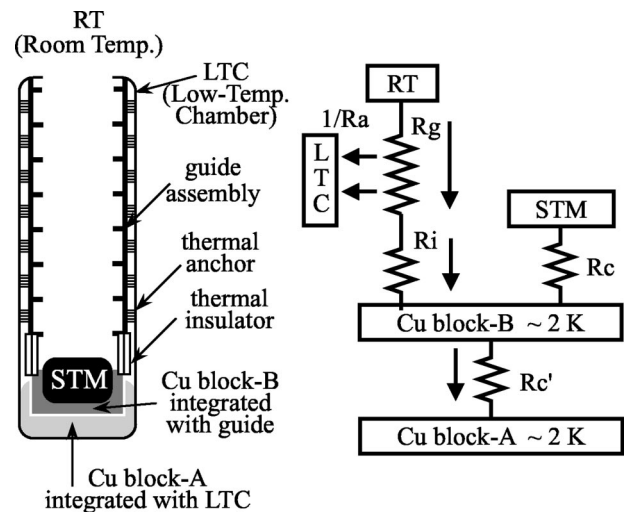 RT
(Room Temp.)
LTC
(Low-Temp.
Chamber)
guide
assembly
thermal
anchor
thermal
insulator
STM
Cu block-B
integrated
with guide
Cu block-A
integrated with LTC
RT
1/Ra
Rg
L
T
C
STM
Ri
Rc
Cu block-B ~ 2 K
Rc'
Cu block-A ~ 2 K